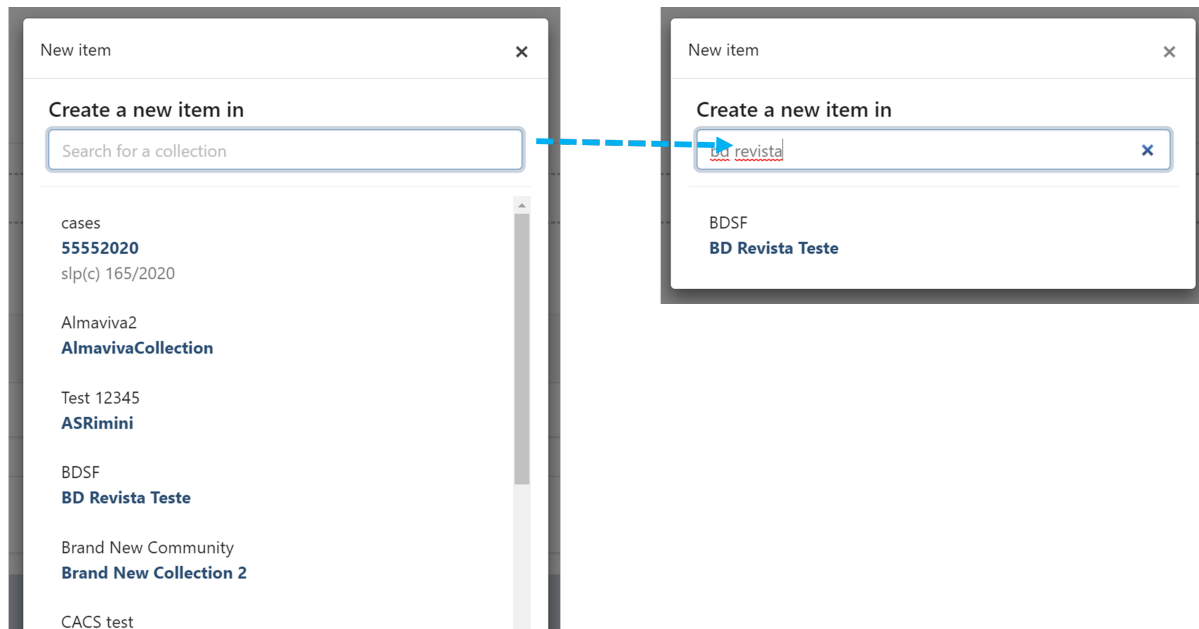 New item
Create a new item in
Search for a collection
cases
55552020
slp(c) 165/2020
Almaviva2
AlmavivaCollection
Test 12345
ASRimini
BDSF
BD Revista Teste
Brand New Community
Brand New Collection 2
CACS test
New item
Create a new item in
bd revista
BDSF
BD Revista Teste